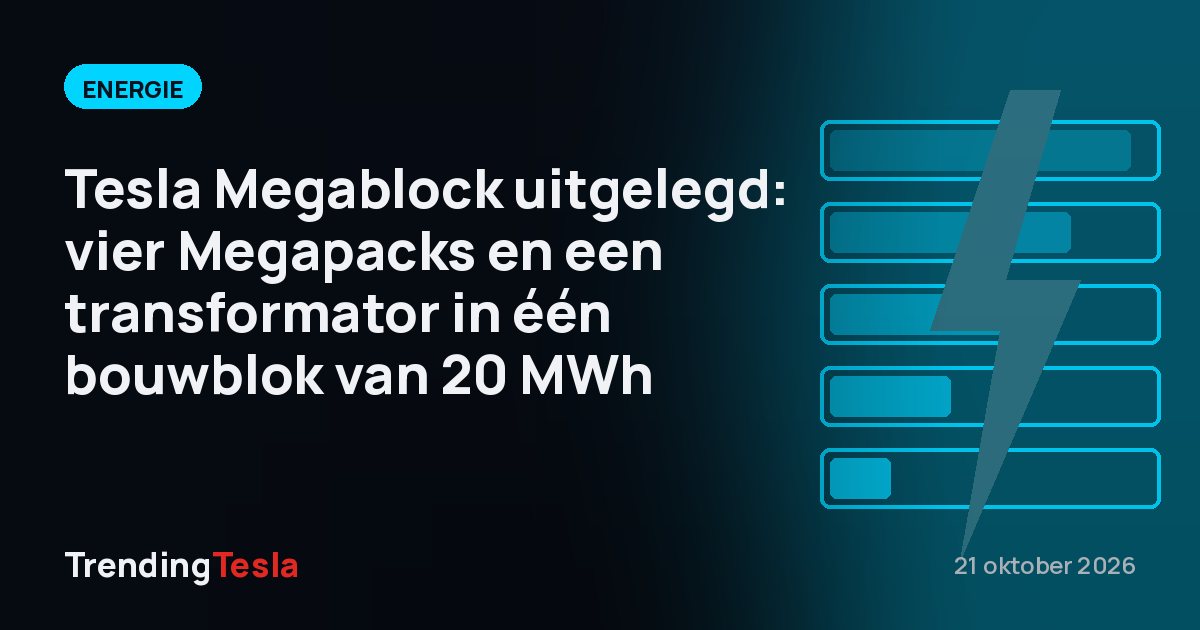 ENERGIE
Tesla Megablock uitgelegd:
vier Megapacks en een
transformator in één
bouwblok van 20 MWh
TrendingTesla
21 oktober 2026